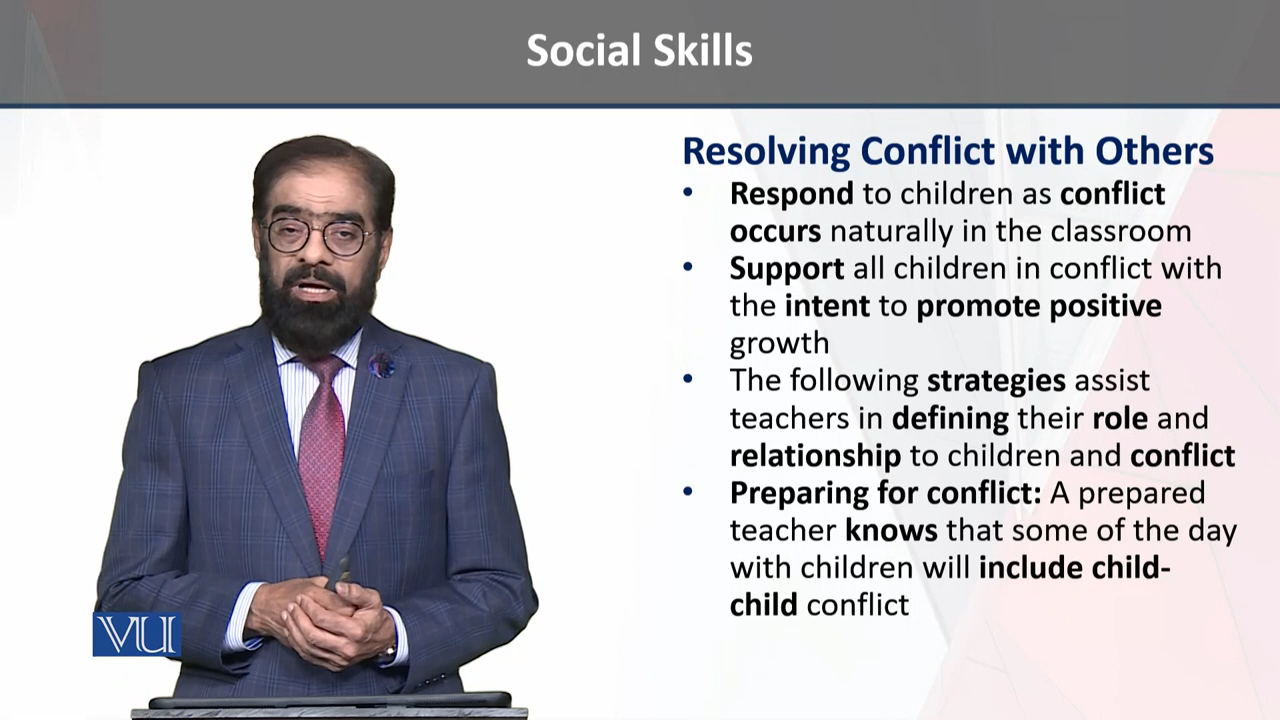 Social Skills
Resolving Conflict with Others
• Respond to children as conflict
occurs naturally in the classroom
• Support all children in conflict with
the intent to promote positive
growth
• The following strategies assist
teachers in defining their role and
relationship to children and conflict
• Preparing for conflict: A prepared
teacher knows that some of the day
with children will include child-
child conflict
VU